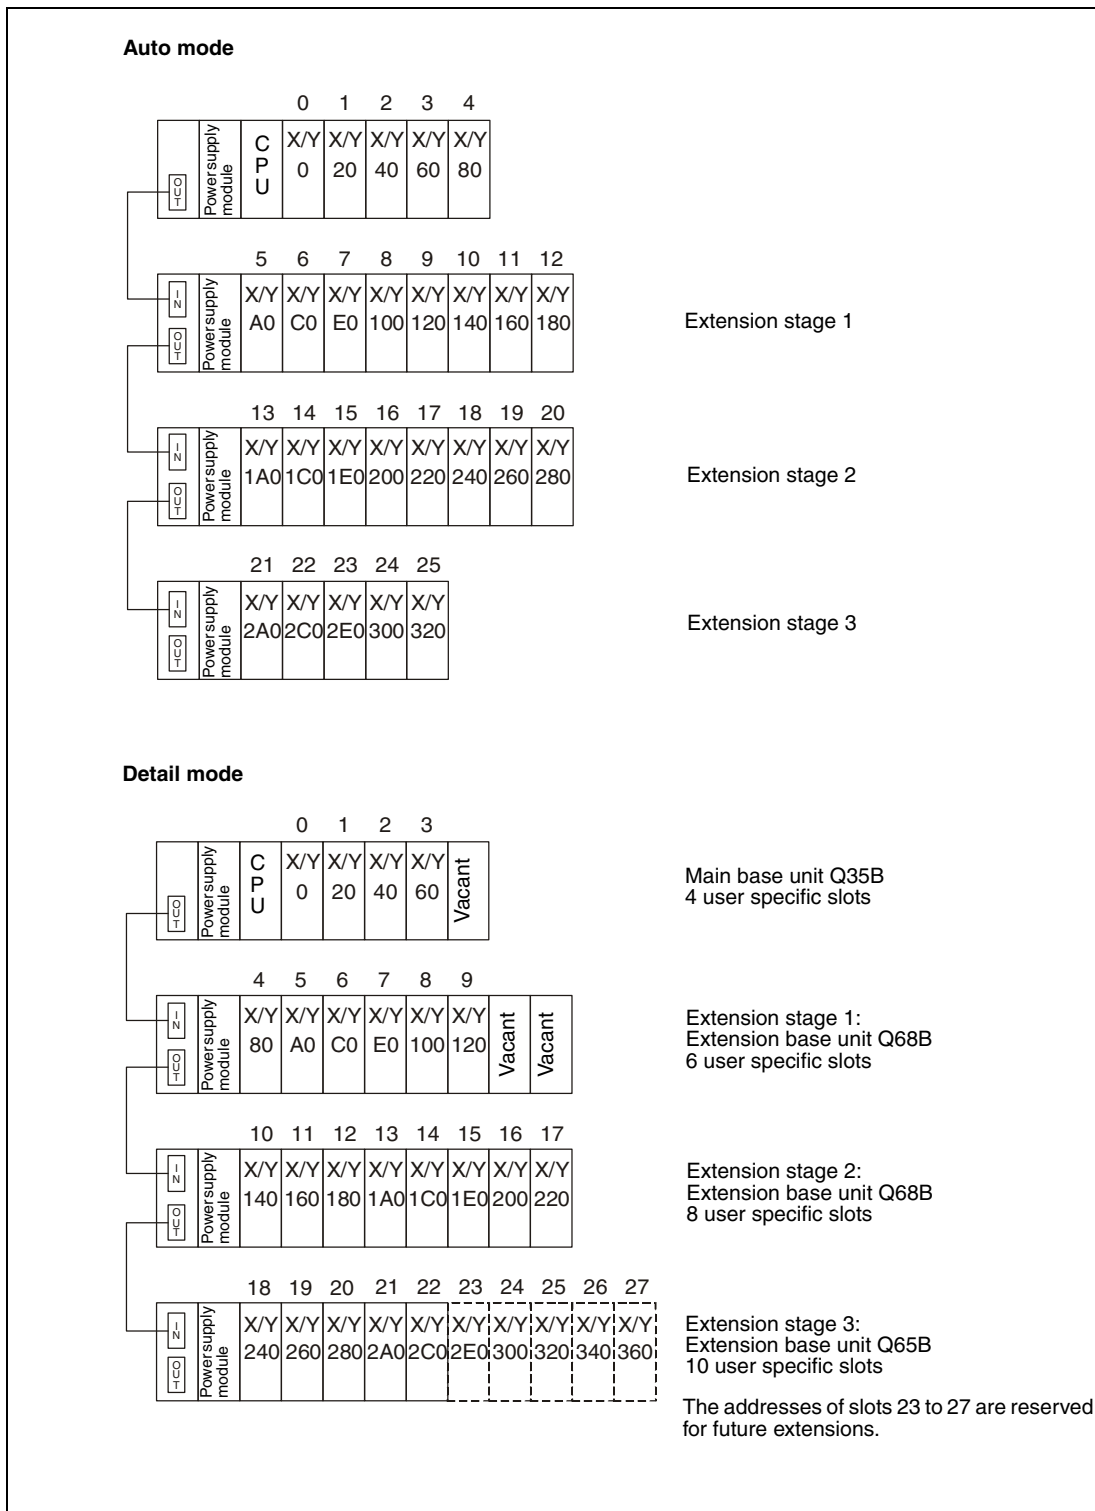 Auto mode
0 1 2 3 4
OUT Power supply module CPU X/Y 0 X/Y 20 X/Y 40 X/Y 60 X/Y 80
5 6 7 8 9 10 11 12
IN OUT Power supply module X/Y A0 X/Y C0 X/Y E0 X/Y 100 X/Y 120 X/Y 140 X/Y 160 X/Y 180
Extension stage 1
13 14 15 16 17 18 19 20
IN OUT Power supply module X/Y 1A0 X/Y 1C0 X/Y 1E0 X/Y 200 X/Y 220 X/Y 240 X/Y 260 X/Y 280
Extension stage 2
21 22 23 24 25
IN OUT Power supply module X/Y 2A0 X/Y 2C0 X/Y 2E0 X/Y 300 X/Y 320
Extension stage 3
Detail mode
0 1 2 3
OUT Power supply module CPU X/Y 0 X/Y 20 X/Y 40 X/Y 60 Vacant
Main base unit Q35B
4 user specific slots
4 5 6 7 8 9
IN OUT Power supply module X/Y 80 X/Y A0 X/Y C0 X/Y E0 X/Y 100 X/Y 120 Vacant Vacant
Extension stage 1:
Extension base unit Q68B
6 user specific slots
10 11 12 13 14 15 16 17
IN OUT Power supply module X/Y 140 X/Y 160 X/Y 180 X/Y 1A0 X/Y 1C0 X/Y 1E0 X/Y 200 X/Y 220
Extension stage 2:
Extension base unit Q68B
8 user specific slots
18 19 20 21 22 23 24 25 26 27
IN OUT Power supply module X/Y 240 X/Y 260 X/Y 280 X/Y 2A0 X/Y 2C0 X/Y 2E0 X/Y 300 X/Y 320 X/Y 340 X/Y 360
Extension stage 3:
Extension base unit Q65B
10 user specific slots
The addresses of slots 23 to 27 are reserved
for future extensions.